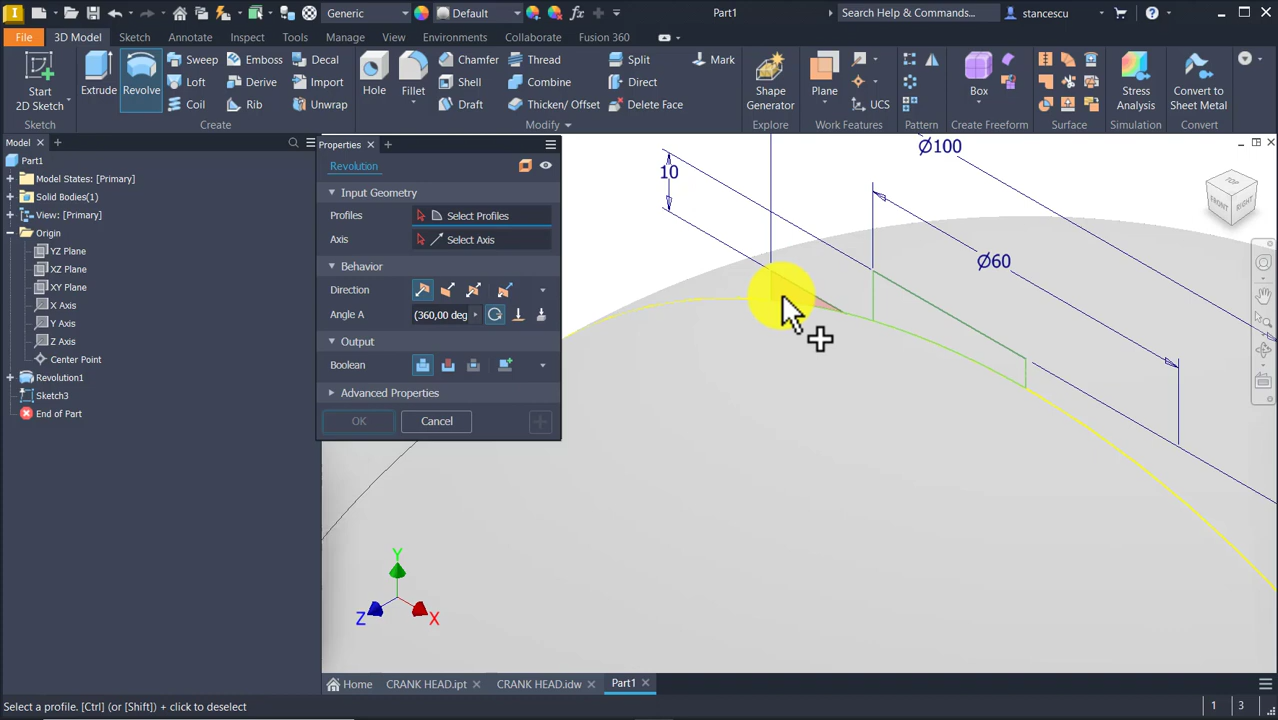 Generic
Default
Part1
Search Help & Commands...
stancescu
File
3D Model
Sketch
Annotate
Inspect
Tools
Manage
View
Environments
Collaborate
Fusion 360
Start
2D Sketch
Extrude
Revolve
Sweep
Loft
Coil
Emboss
Derive
Rib
Decal
Import
Unwrap
Hole
Fillet
Chamfer
Shell
Draft
Thread
Combine
Thicken/ Offset
Split
Direct
Delete Face
Mark
Shape
Generator
Plane
UCS
Box
Stress
Analysis
Convert to
Sheet Metal
Sketch
Create
Modify
Explore
Work Features
Pattern
Create Freeform
Surface
Simulation
Convert
Model
Part1
Model States: [Primary]
Solid Bodies(1)
View: [Primary]
Origin
YZ Plane
XZ Plane
XY Plane
X Axis
Y Axis
Z Axis
Center Point
Revolution1
Sketch3
End of Part
Properties
Revolution
Input Geometry
Profiles
Select Profiles
Axis
Select Axis
Behavior
Direction
Angle A
(360,00 deg
Output
Boolean
Advanced Properties
OK
Cancel
10
Ø100
Ø60
TOP
FRONT
RIGHT
Y
Z
X
Home
CRANK HEAD.ipt
CRANK HEAD.idw
Part1
Select a profile. [Ctrl] (or [Shift]) + click to deselect
1
3